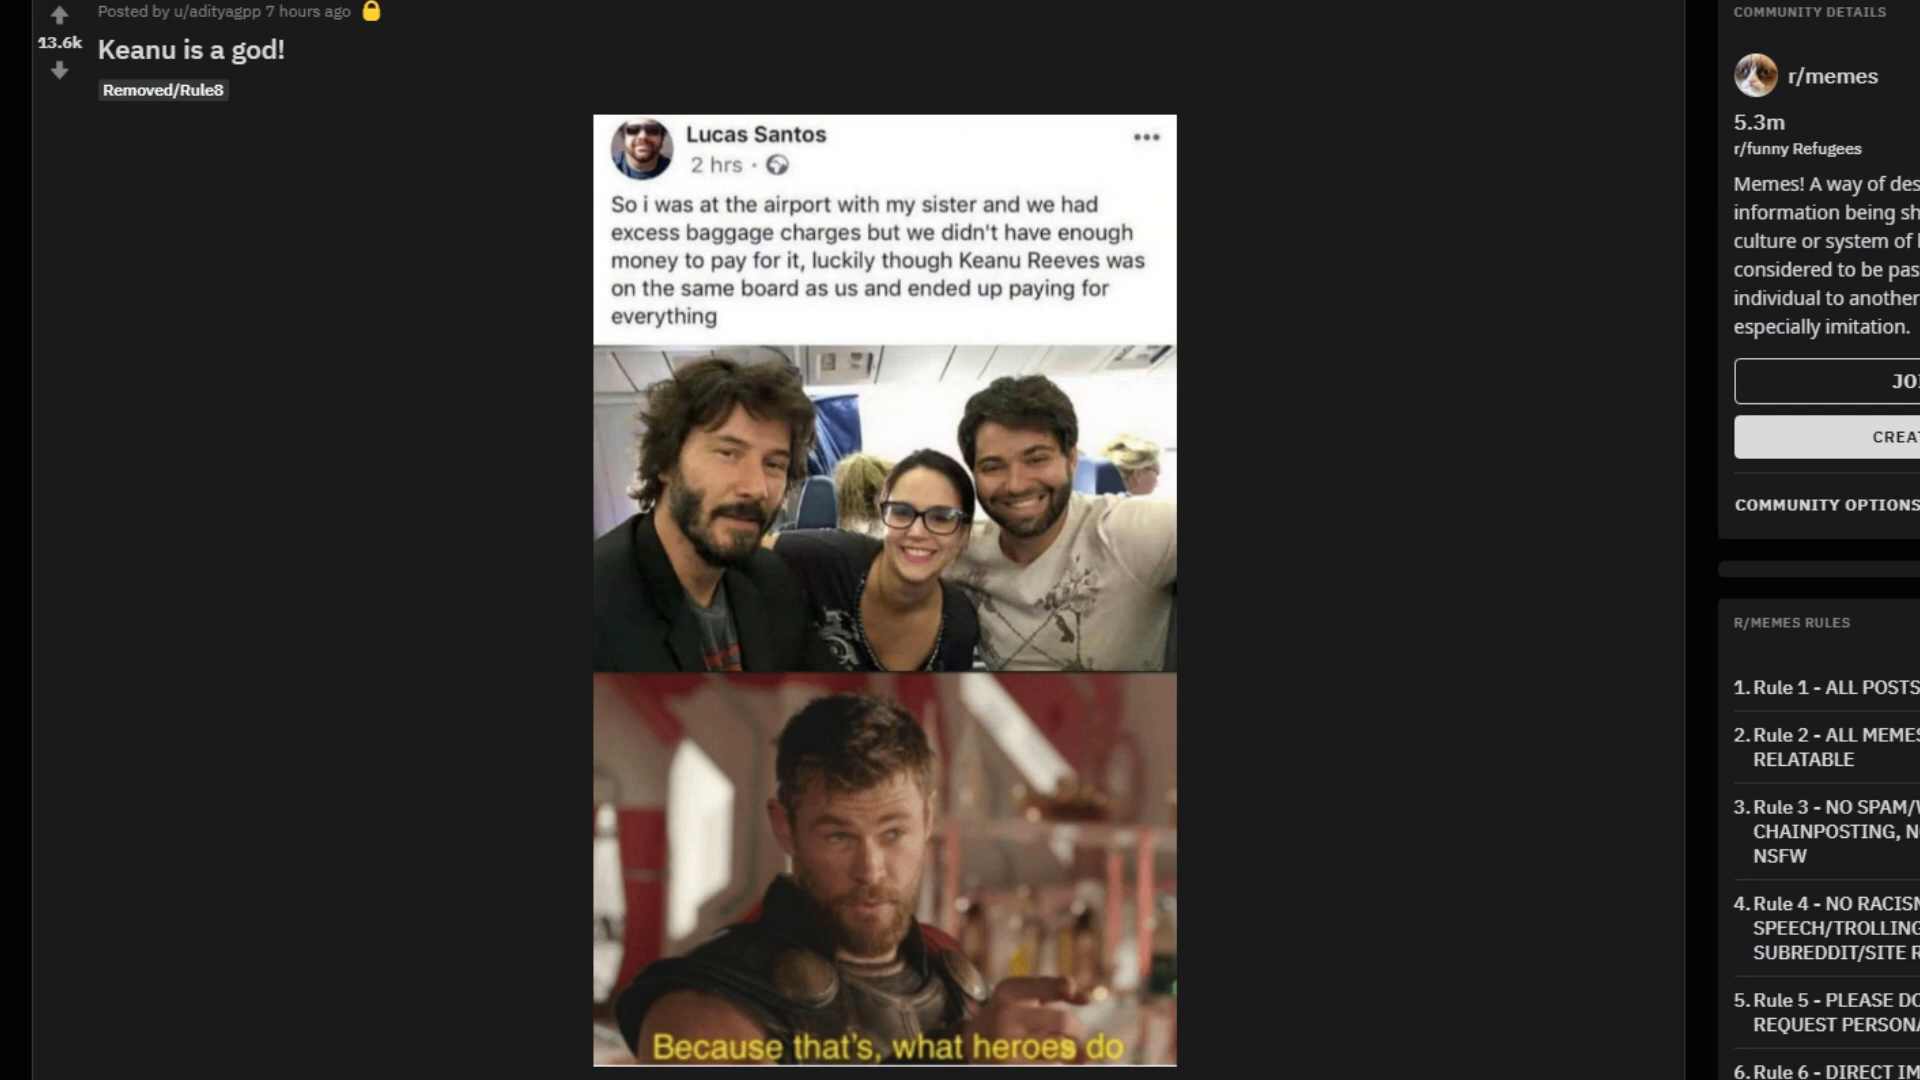 Posted by u/adityagpp 7 hours ago
13.6k
Keanu is a god!
Removed/Rule8
Lucas Santos
2 hrs ·
So i was at the airport with my sister and we had
excess baggage charges but we didn't have enough
money to pay for it, luckily though Keanu Reeves was
on the same board as us and ended up paying for
everything
Because that's, what heroes do
COMMUNITY DETAILS
r/memes
5.3m
r/funny Refugees
Memes! A way of des
information being sh
culture or system of
considered to be pas
individual to another
especially imitation.
JOI
CREAT
COMMUNITY OPTIONS
R/MEMES RULES
1. Rule 1 - ALL POSTS
2. Rule 2 - ALL MEMES
RELATABLE
3. Rule 3 - NO SPAM/
CHAINPOSTING, N
NSFW
4. Rule 4 - NO RACISM
SPEECH/TROLLING
SUBREDDIT/SITE R
5. Rule 5 - PLEASE DO
REQUEST PERSONA
6. Rule 6 - DIRECT IM